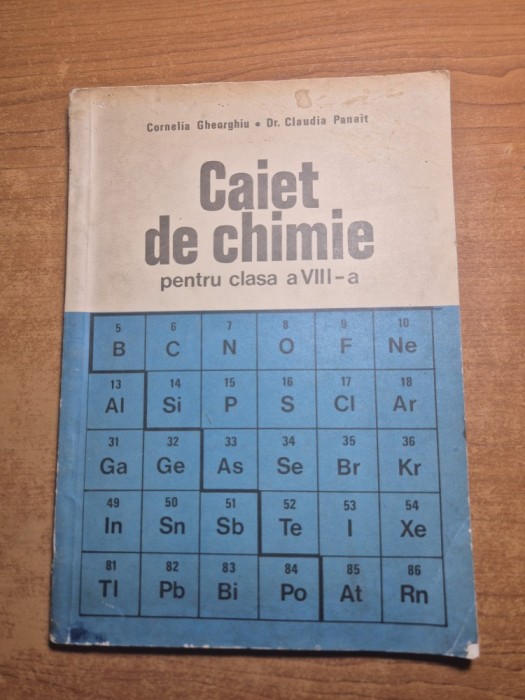 Cornelia Gheorghiu • Dr. Claudia Panait
Caiet
de chimie
pentru clasa a VIII-a
5 6 7 8 9 10
B C N O F Ne
13 14 15 16 17 18
Al Si P S Cl Ar
31 32 33 34 35 36
Ga Ge As Se Br Kr
49 50 51 52 53 54
In Sn Sb Te I Xe
81 82 83 84 85 86
Tl Pb Bi Po At Rn